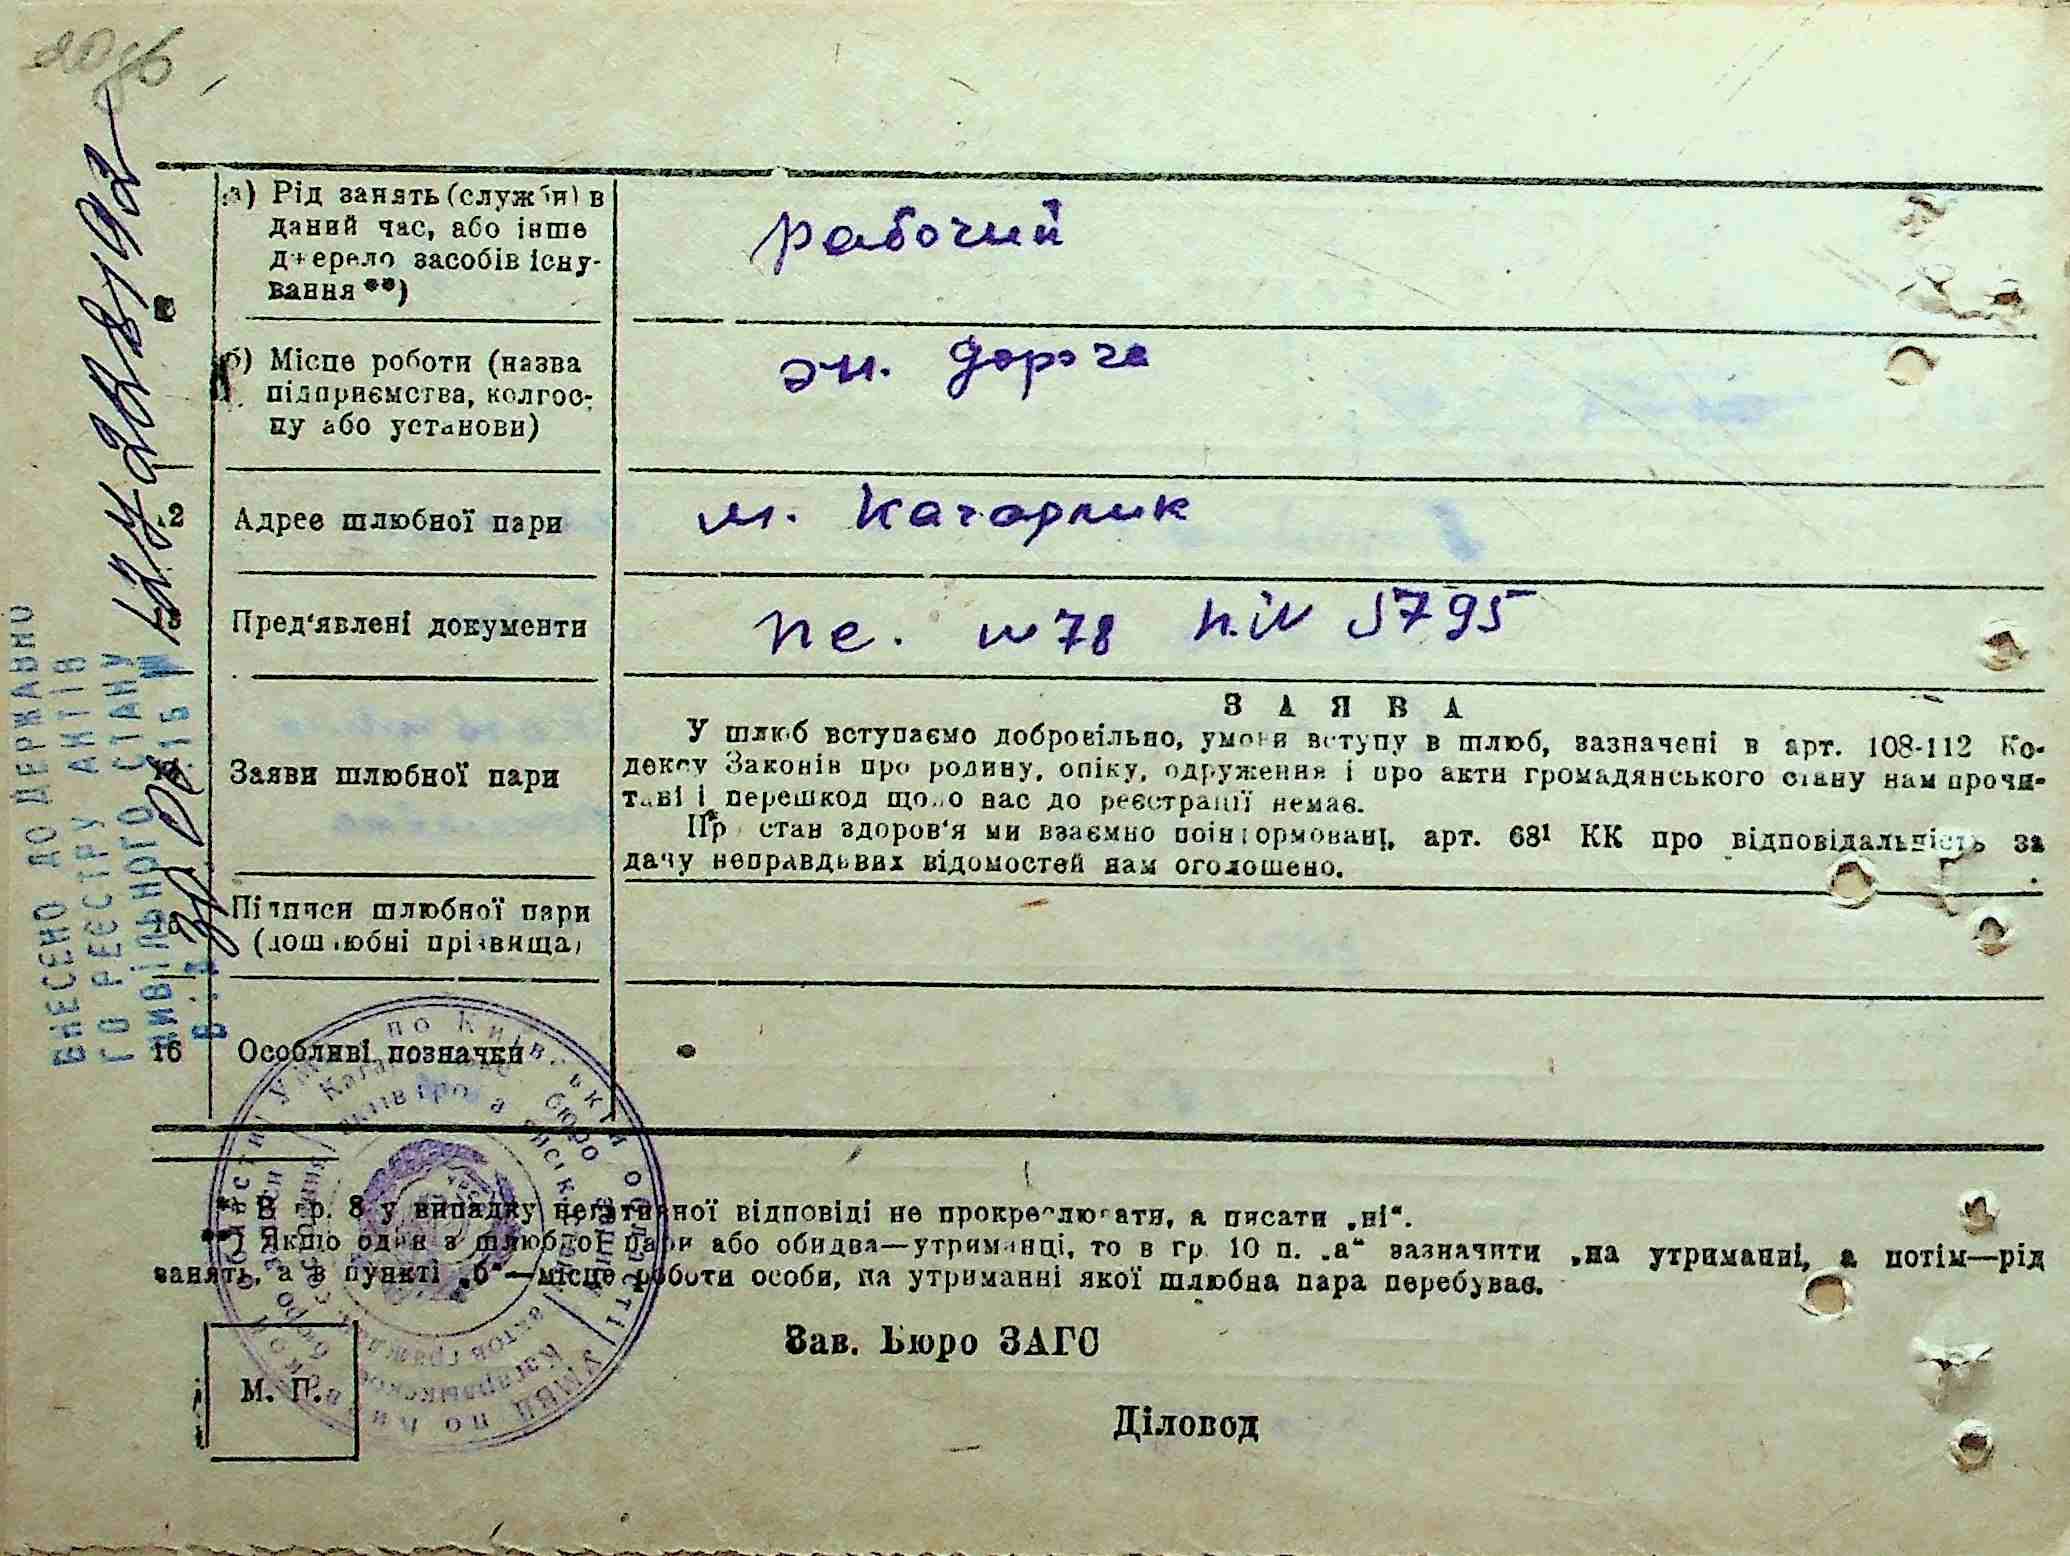 а) Рід занять (служби) в
даний час, або інше
джерело засобів існу-
вання **)
рабочий
б) Місце роботи (назва
підприємства, колгос-
пу або установи)
жел. дорога
12 Адрес шлюбної пари
м. Кагарлик
13 Пред'явлені документи
78 5795
14 Заяви шлюбної пари
ЗАЯВА
У шлюб вступаємо добровільно, умови вступу в шлюб, зазначені в арт. 108-112 Ко-
дексу Законів про родину, опіку, одруження і про акти громадянського стану нам прочи-
тані і перешкод щодо нас до реєстрації немає.
Про стан здоров'я ми взаємно поінформовані, арт. 68¹ КК про відповідальність за
дачу неправдивих відомостей нам оголошено.
15 Підписи шлюбної пари
(дошлюбні прізвища)
16 Особливі позначки
*) В гр. 8 у випадку негативної відповіді не прокреслювати, а писати „ні“.
**) Якщо один з шлюбної пари або обидва—утриманці, то в гр. 10 п. „а“ зазначити „на утриманні, а потім—рід
занять, а в пункті „б“—місце роботи особи, на утриманні якої шлюбна пара перебуває.
Зав. Бюро ЗАГС
М. П.
Діловод
ВНЕСЕНО ДО ДЕРЖАВНО
ГО РЕЄСТРУ АКТІВ
ЦИВІЛЬНОГО СТАНУ